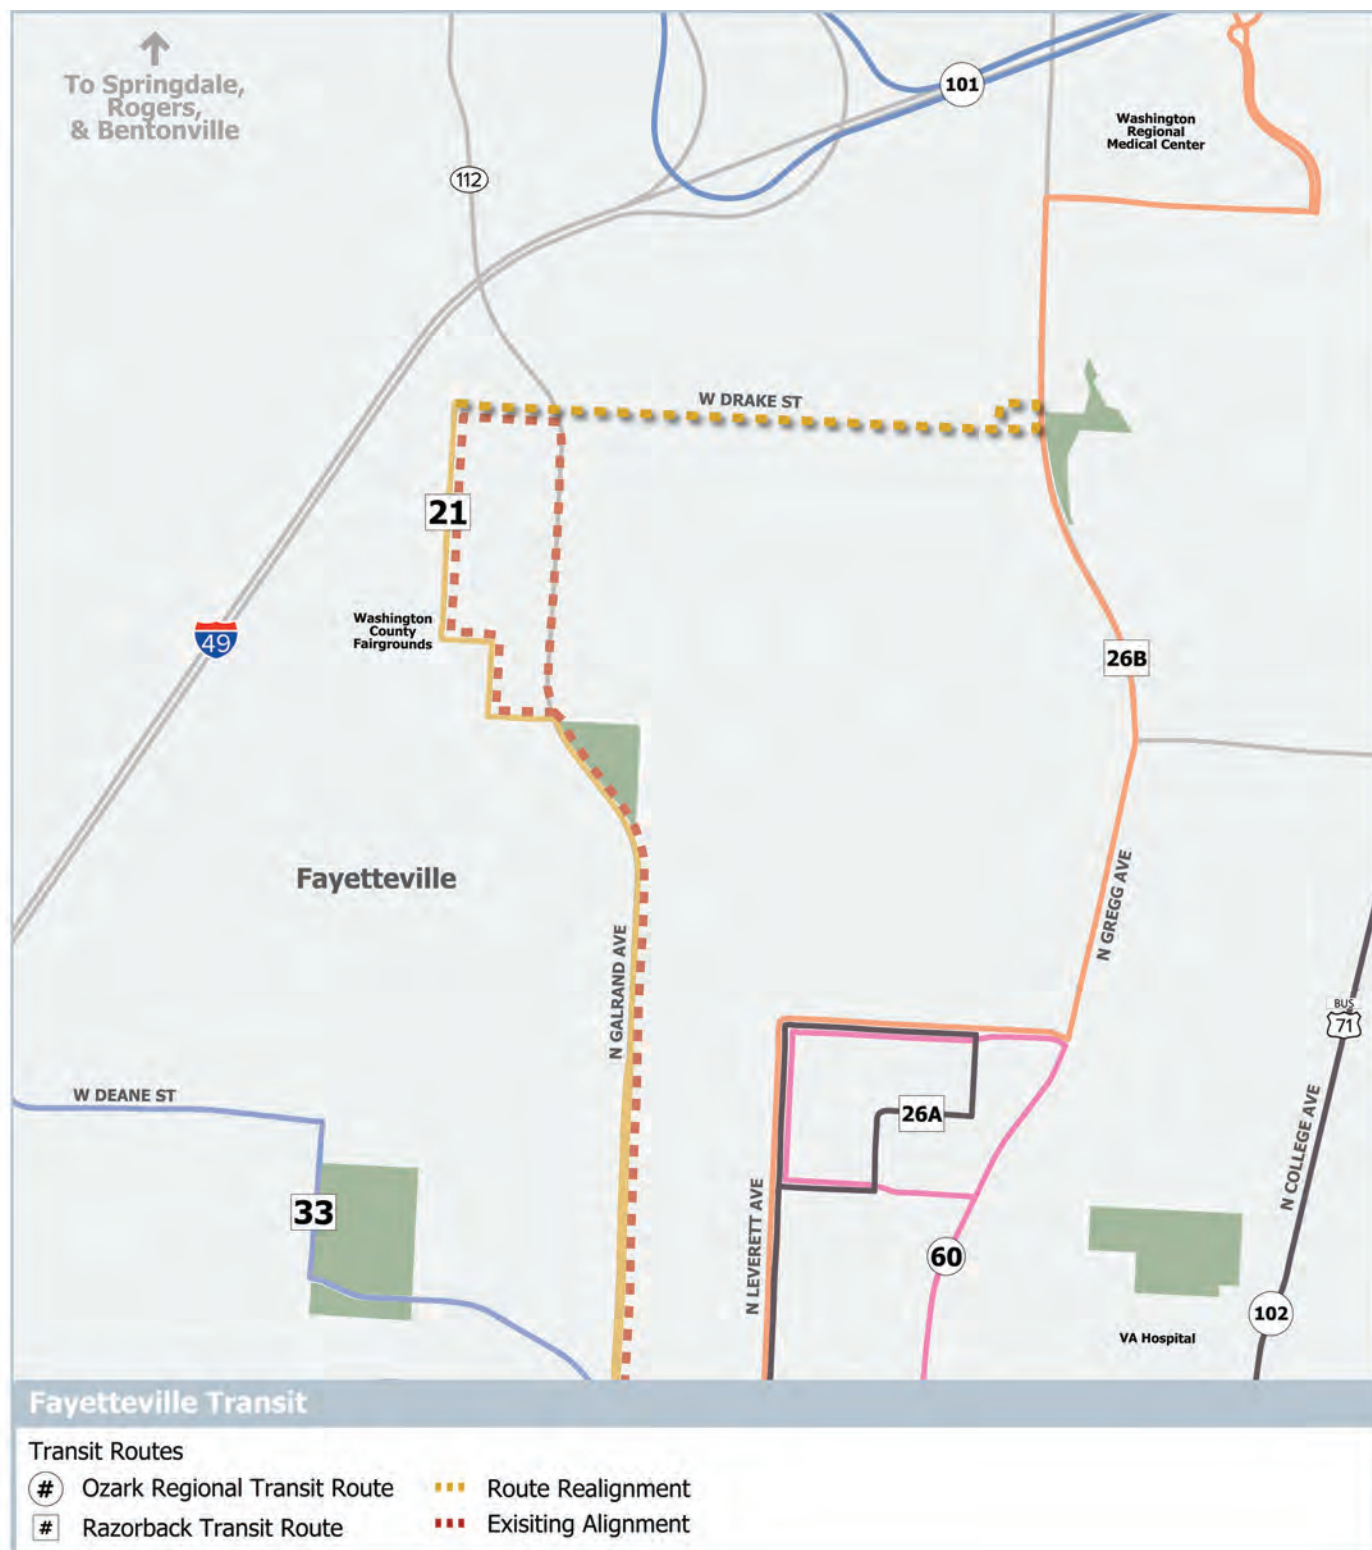 To Springdale,
Rogers,
& Bentonville
101
Washington
Regional
Medical Center
112
W DRAKE ST
21
Washington
County
Fairgrounds
49
26B
Fayetteville
N GREGG AVE
N GALRAND AVE
BUS
71
W DEANE ST
26A
N COLLEGE AVE
33
N LEVERETT AVE
60
102
VA Hospital
Fayetteville Transit
Transit Routes
# Ozark Regional Transit Route
Route Realignment
# Razorback Transit Route
Exisiting Alignment